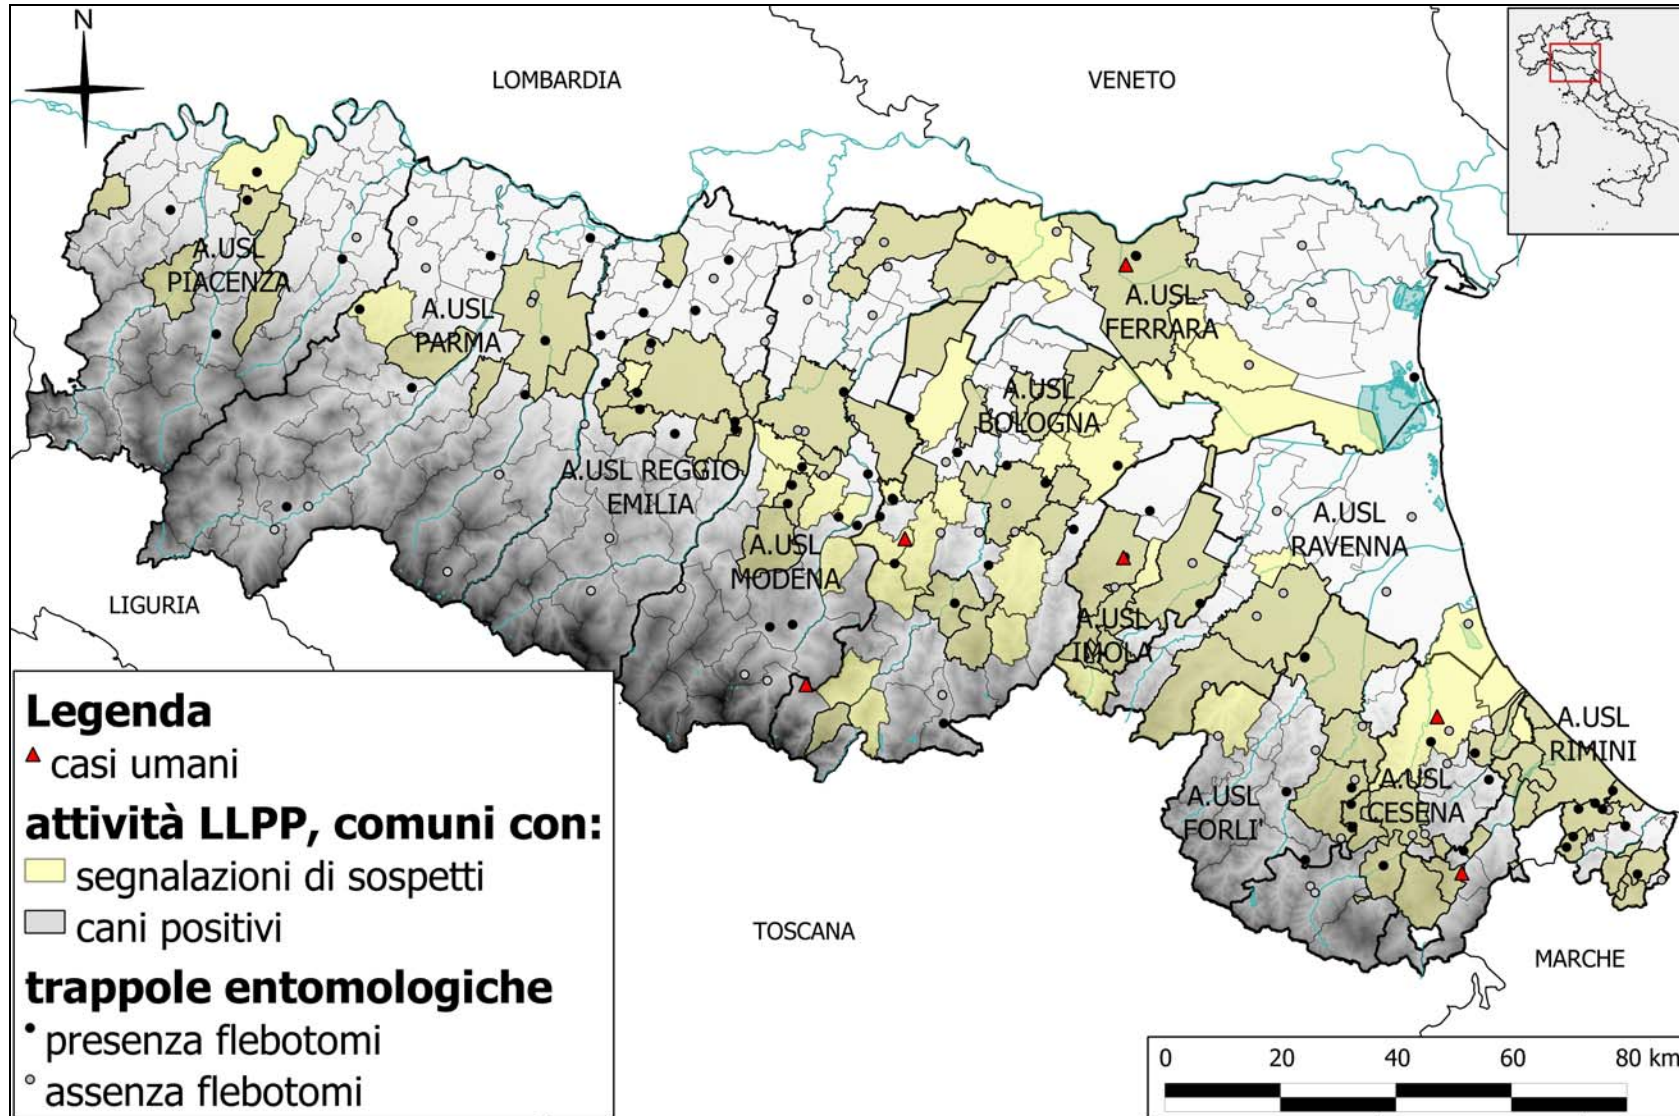 N
LOMBARDIA
VENETO
A.USL
PIACENZA
A.USL
PARMA
A.USL
FERRARA
A.USL
BOLOGNA
A.USL REGGIO
EMILIA
A.USL
MODENA
A.USL
RAVENNA
LIGURIA
A.USL
IMOLA
A.USL
RIMINI
A.USL
CESENA
A.USL
FORLI'
TOSCANA
MARCHE
Legenda
casi umani
attività LLPP, comuni con:
segnalazioni di sospetti
cani positivi
trappole entomologiche
presenza flebotomi
assenza flebotomi
0 20 40 60 80 km